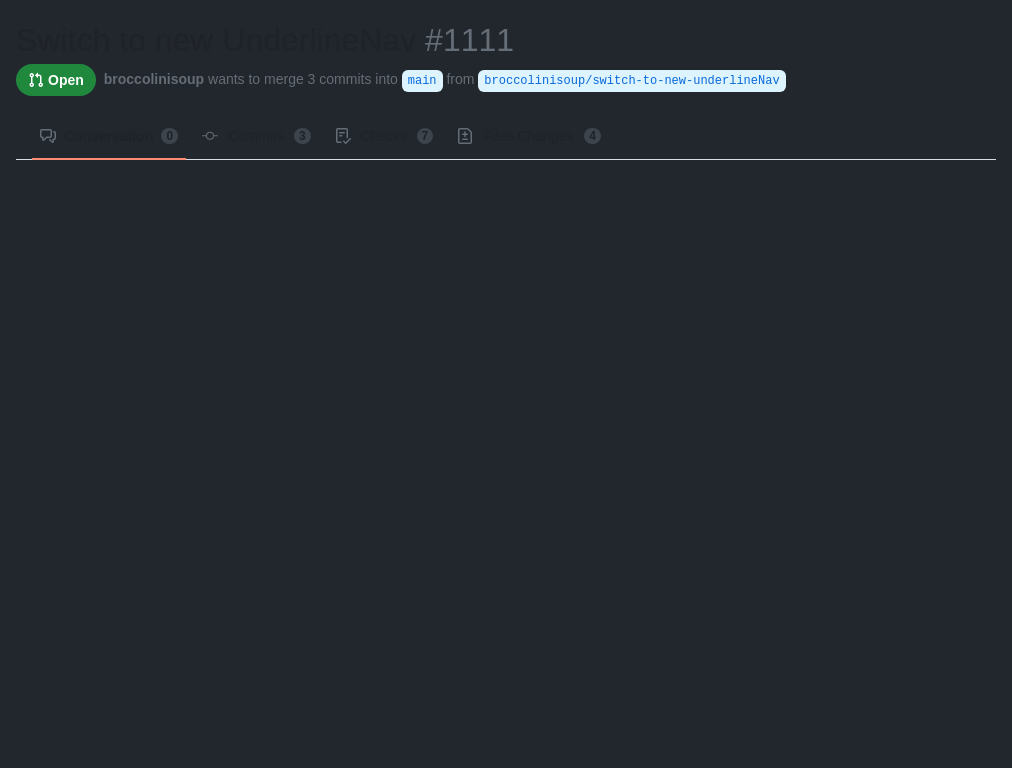 Switch to new UnderlineNav #1111
Open broccolinisoup wants to merge 3 commits into main from broccolinisoup/switch-to-new-underlineNav
Conversation 0 Commits 3 Checks 7 Files Changes 4